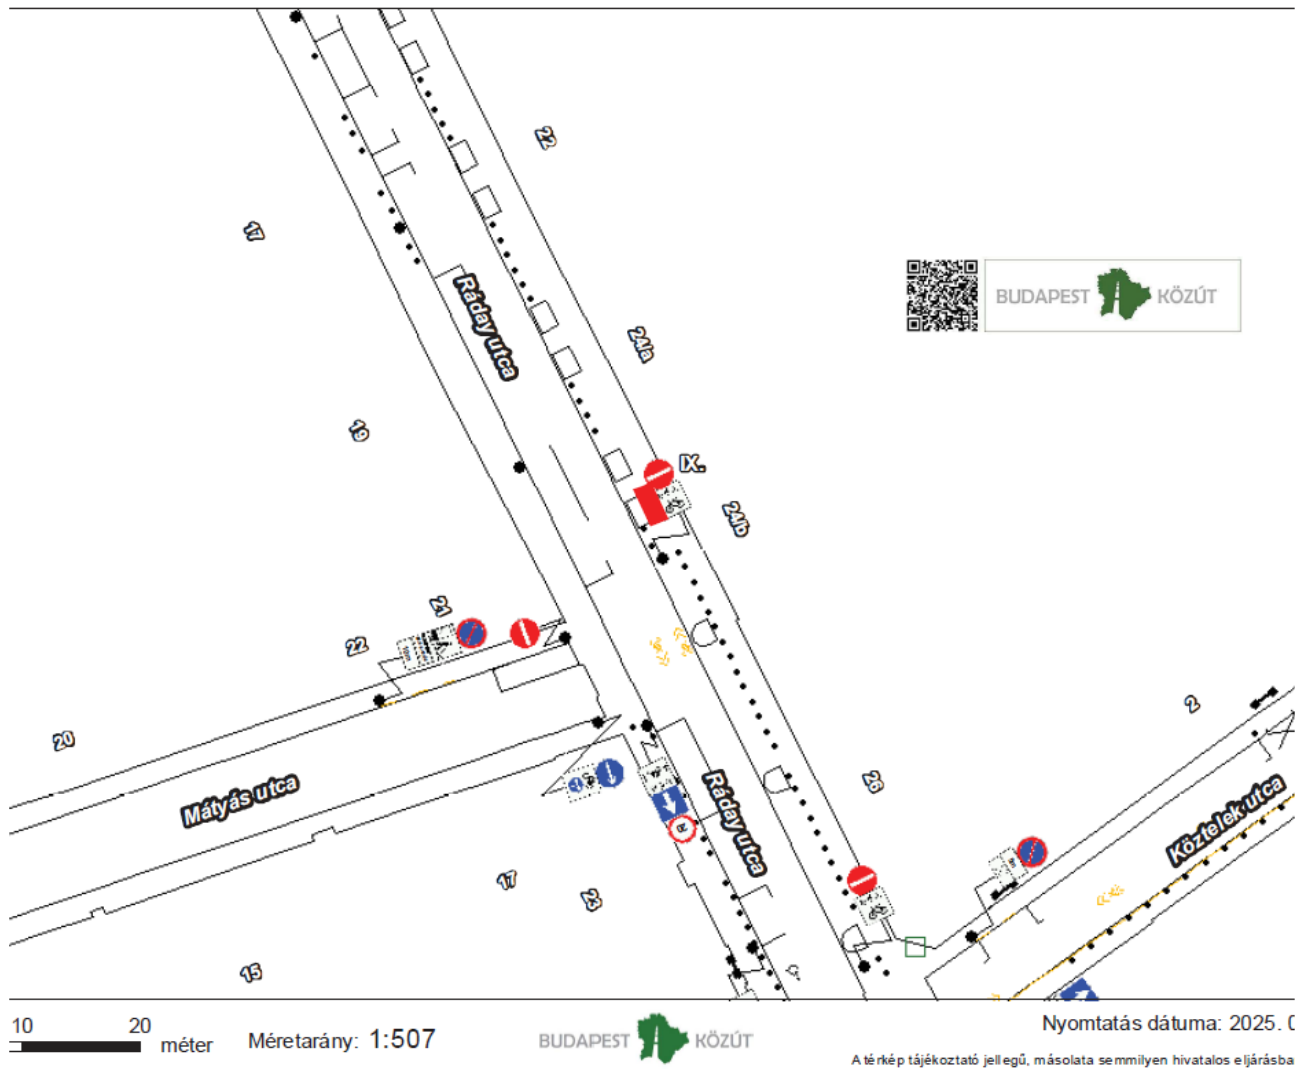 22
17
Ráday utca
24/a
19
IX.
24/b
21
22
2
20
Mátyás utca
Ráday utca
26
Köztelek utca
17
23
15
BUDAPEST KÖZÚT
10 20
méter
Méretarány: 1:507
BUDAPEST KÖZÚT
Nyomtatás dátuma: 2025. 0
A térkép tájékoztató jellegű, másolata semmilyen hivatalos eljárásba